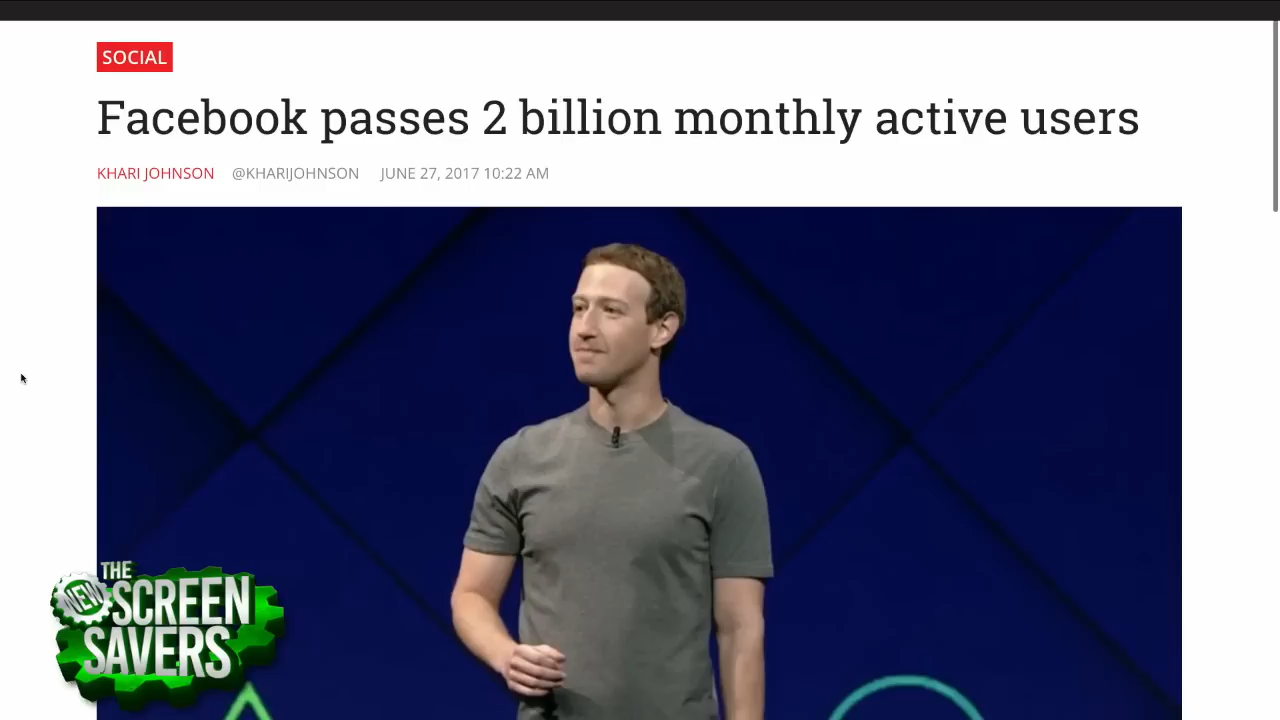 SOCIAL
Facebook passes 2 billion monthly active users
KHARI JOHNSON @KHARIJOHNSON JUNE 27, 2017 10:22 AM
THE
NEW SCREEN
SAVERS